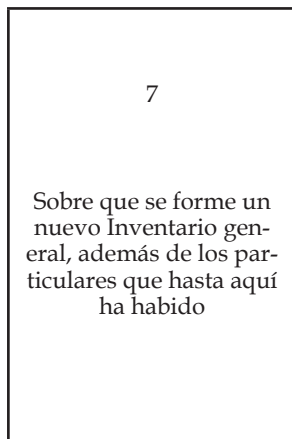 7
Sobre que se forme un
nuevo Inventario gen-
eral, además de los par-
ticulares que hasta aquí
ha habido